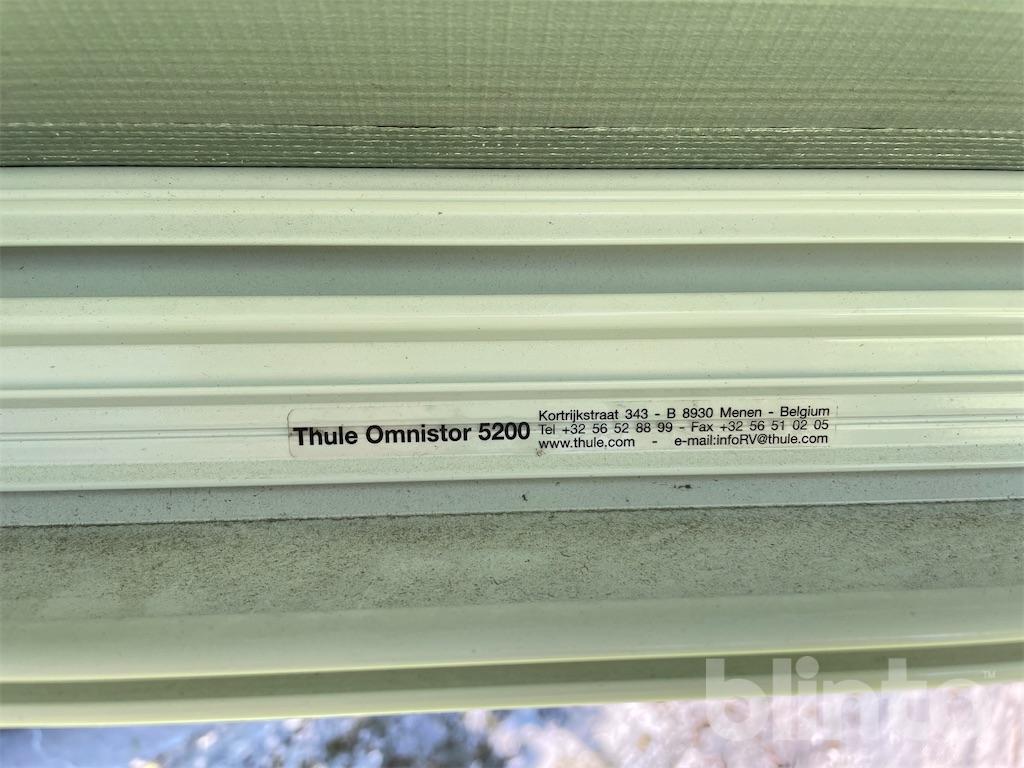 Thule Omnistor 5200
Kortrijkstraat 343 - B 8930 Menen - Belgium
Tel +32 56 52 88 99 - Fax +32 56 51 02 05
www.thule.com - e-mail:infoRV@thule.com
blinto™